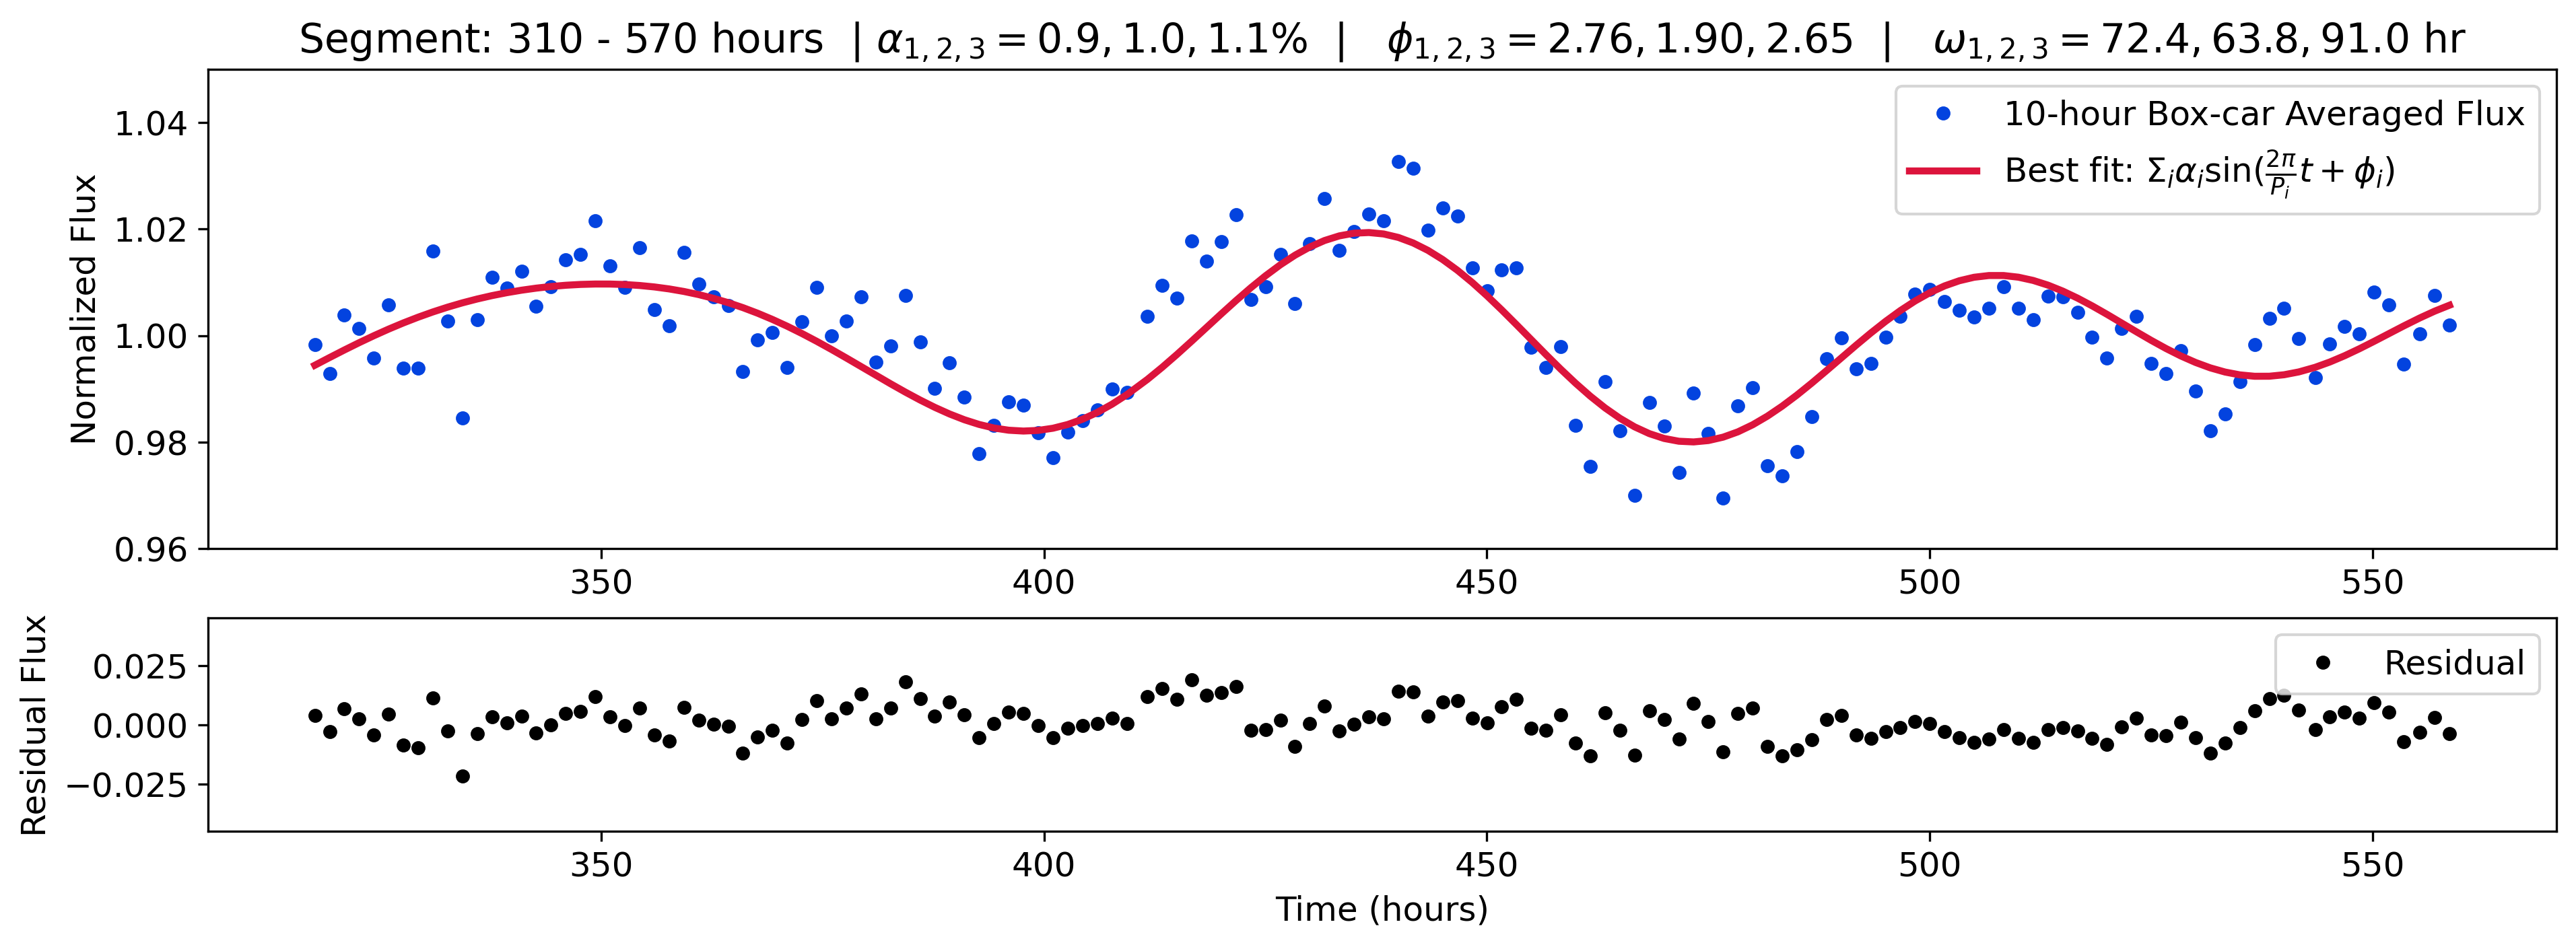 Segment: 310 - 570 hours | α₁,₂,₃ = 0.9, 1.0, 1.1% | ϕ₁,₂,₃ = 2.76, 1.90, 2.65 | ω₁,₂,₃ = 72.4, 63.8, 91.0 hr
10-hour Box-car Averaged Flux
Best fit: Σᵢαᵢsin(2π/Pᵢ t + ϕᵢ)
Normalized Flux
1.04
1.02
1.00
0.98
0.96
350 400 450 500 550
Residual
Residual Flux
0.025
0.000
−0.025
350 400 450 500 550
Time (hours)